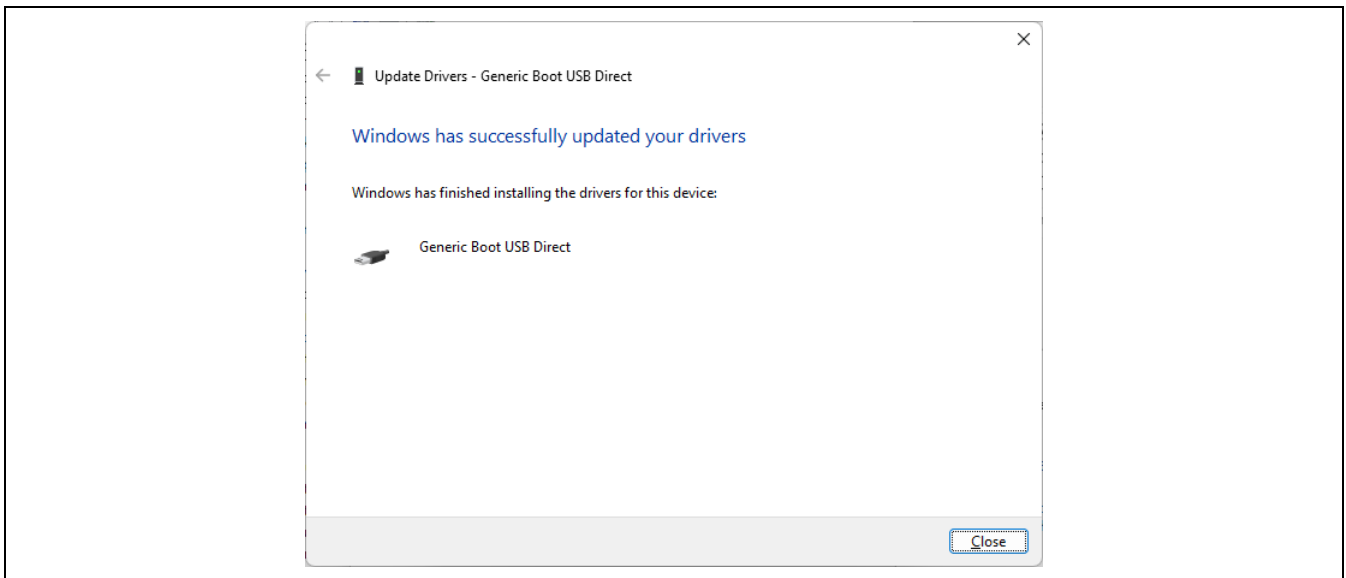 Update Drivers - Generic Boot USB Direct
Windows has successfully updated your drivers
Windows has finished installing the drivers for this device:
Generic Boot USB Direct
Close